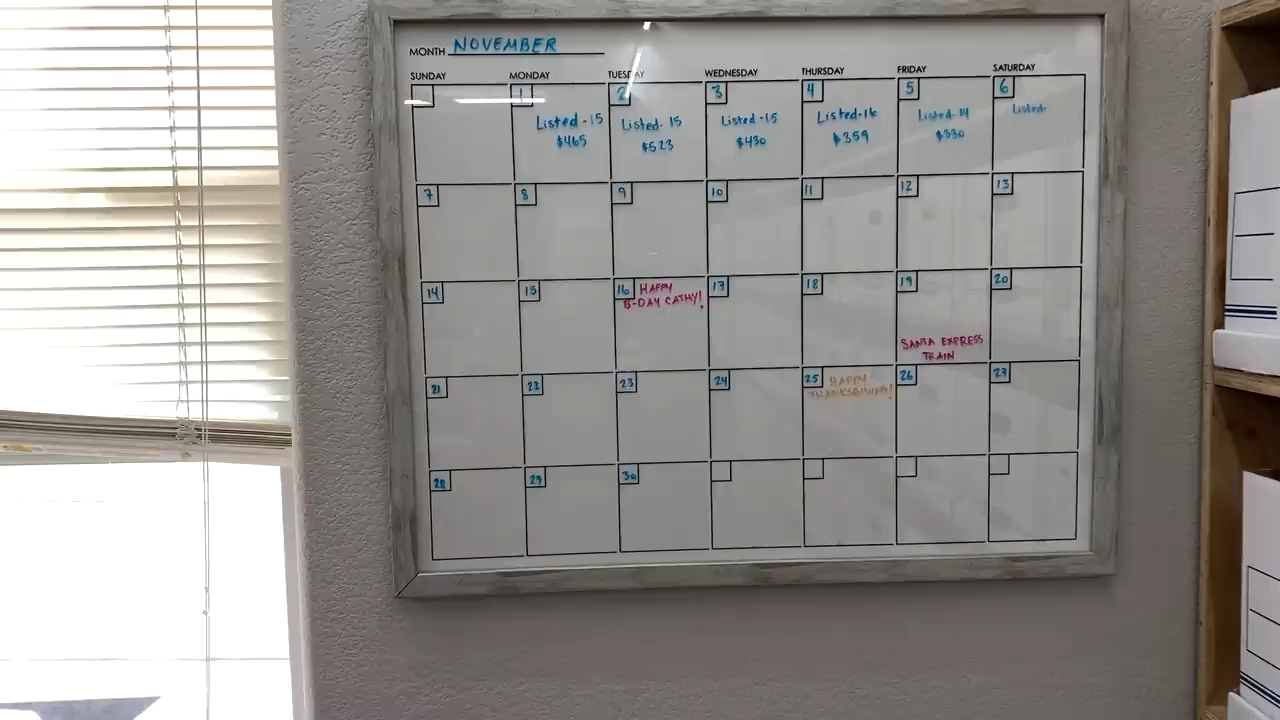 MONTH NOVEMBER
SUNDAY MONDAY TUESDAY WEDNESDAY THURSDAY FRIDAY SATURDAY
1 2 3 4 5 6
Listed-15 Listed-15 Listed-15 Listed-16 Listed-14 Listed-
$465 $523 $430 $359 $330
7 8 9 10 11 12 13
14 15 16 HAPPY 17 18 19 20
B-DAY CATHY!
SANTA EXPRESS
TRAIN
21 22 23 24 25 HAPPY 26 27
THANKSGIVING!
28 29 30